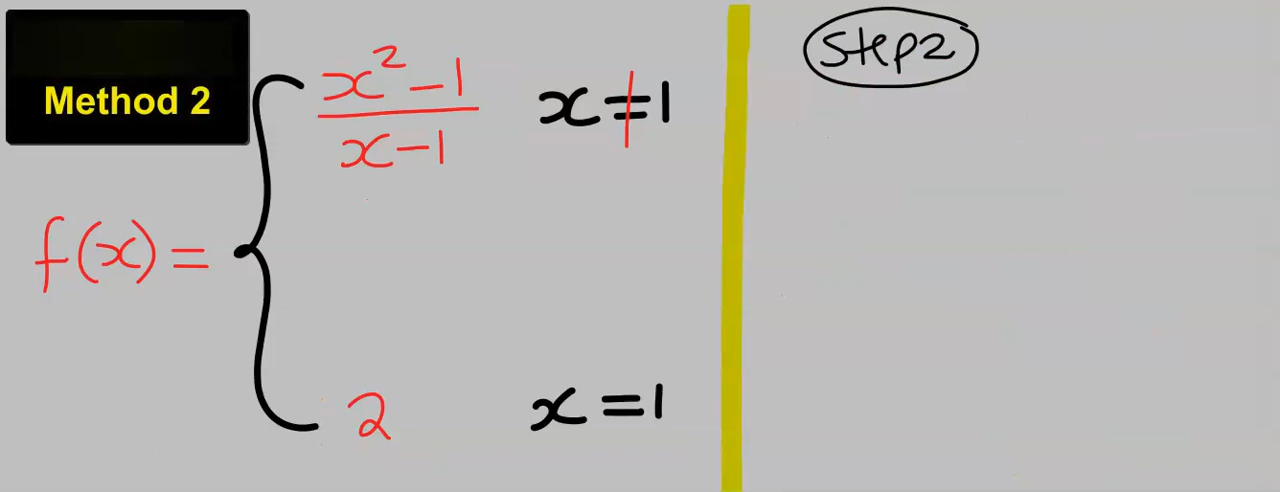 Method 2
f(x) = { (x² - 1)/(x - 1) x ≠ 1
2 x = 1
Step2